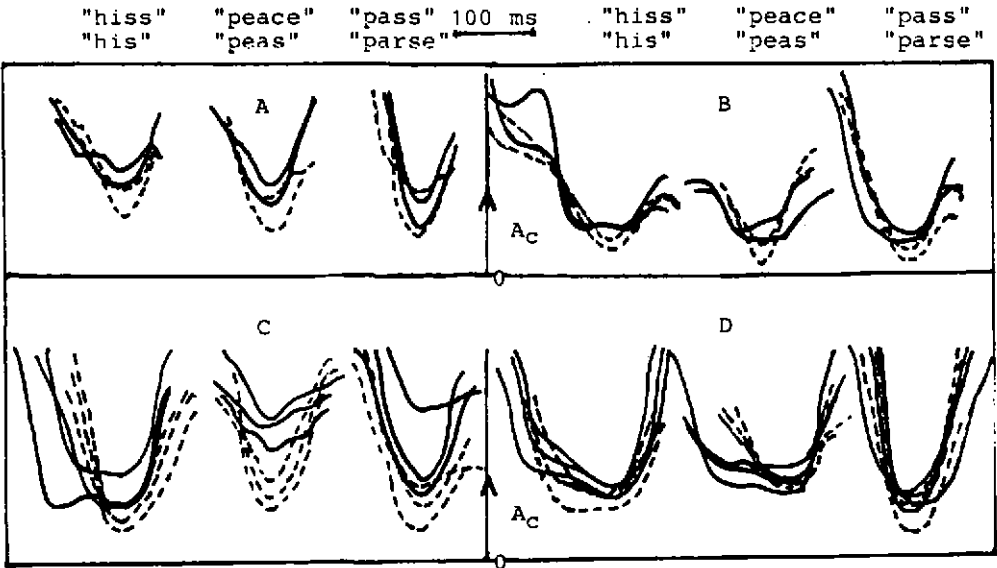 "hiss" "peace" "pass" 100 ms "hiss" "peace" "pass"
"his" "peas" "parse" "his" "peas" "parse"
A B
A_C
0
C D
A_C
0